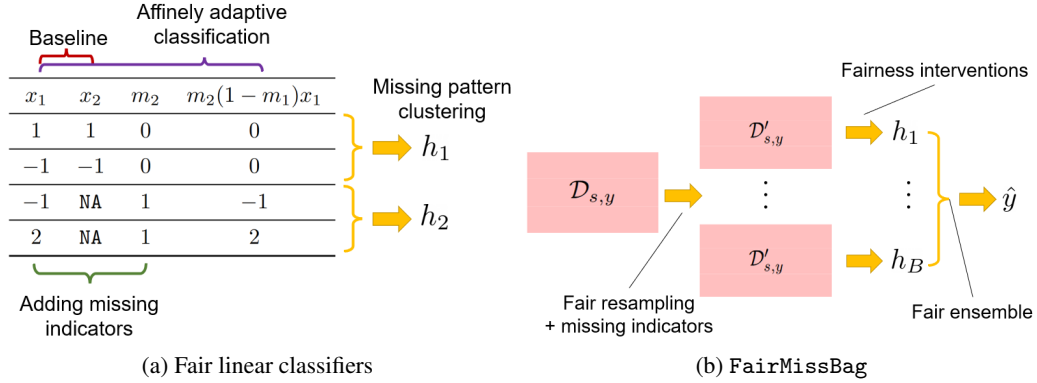 Affinely adaptive
classification
Baseline
x₁ x₂ m₂ m₂(1 − m₁)x₁
1 1 0 0
−1 −1 0 0
−1 NA 1 −1
2 NA 1 2
Missing pattern
clustering
h₁
h₂
Adding missing
indicators
(a) Fair linear classifiers
Fairness interventions
𝒟_{s,y}
𝒟′_{s,y}
⋮
𝒟′_{s,y}
h₁
⋮
h_B
ŷ
Fair resampling
+ missing indicators
Fair ensemble
(b) FairMissBag